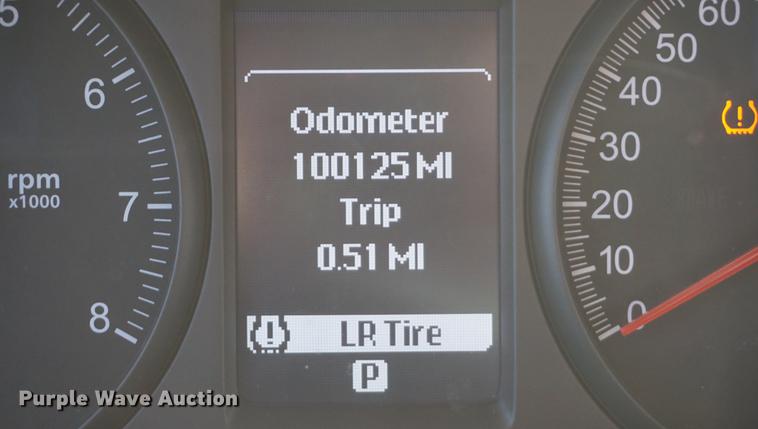 5
6
rpm
x1000
7
8
Odometer
100125 MI
Trip
0.51 MI
LR Tire
P
60
50
40
30
20
10
0
Purple Wave Auction